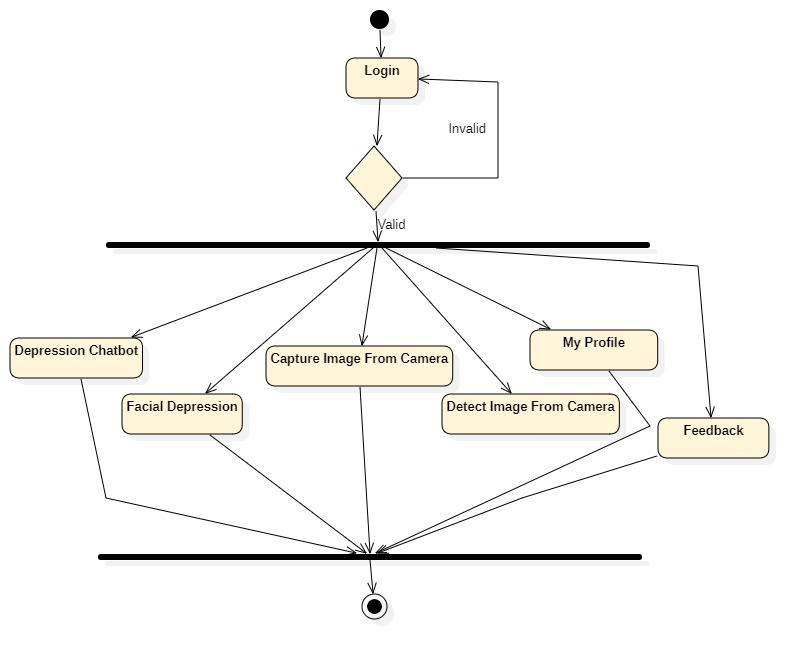 Login
Invalid
Valid
Depression Chatbot
Facial Depression
Capture Image From Camera
Detect Image From Camera
My Profile
Feedback